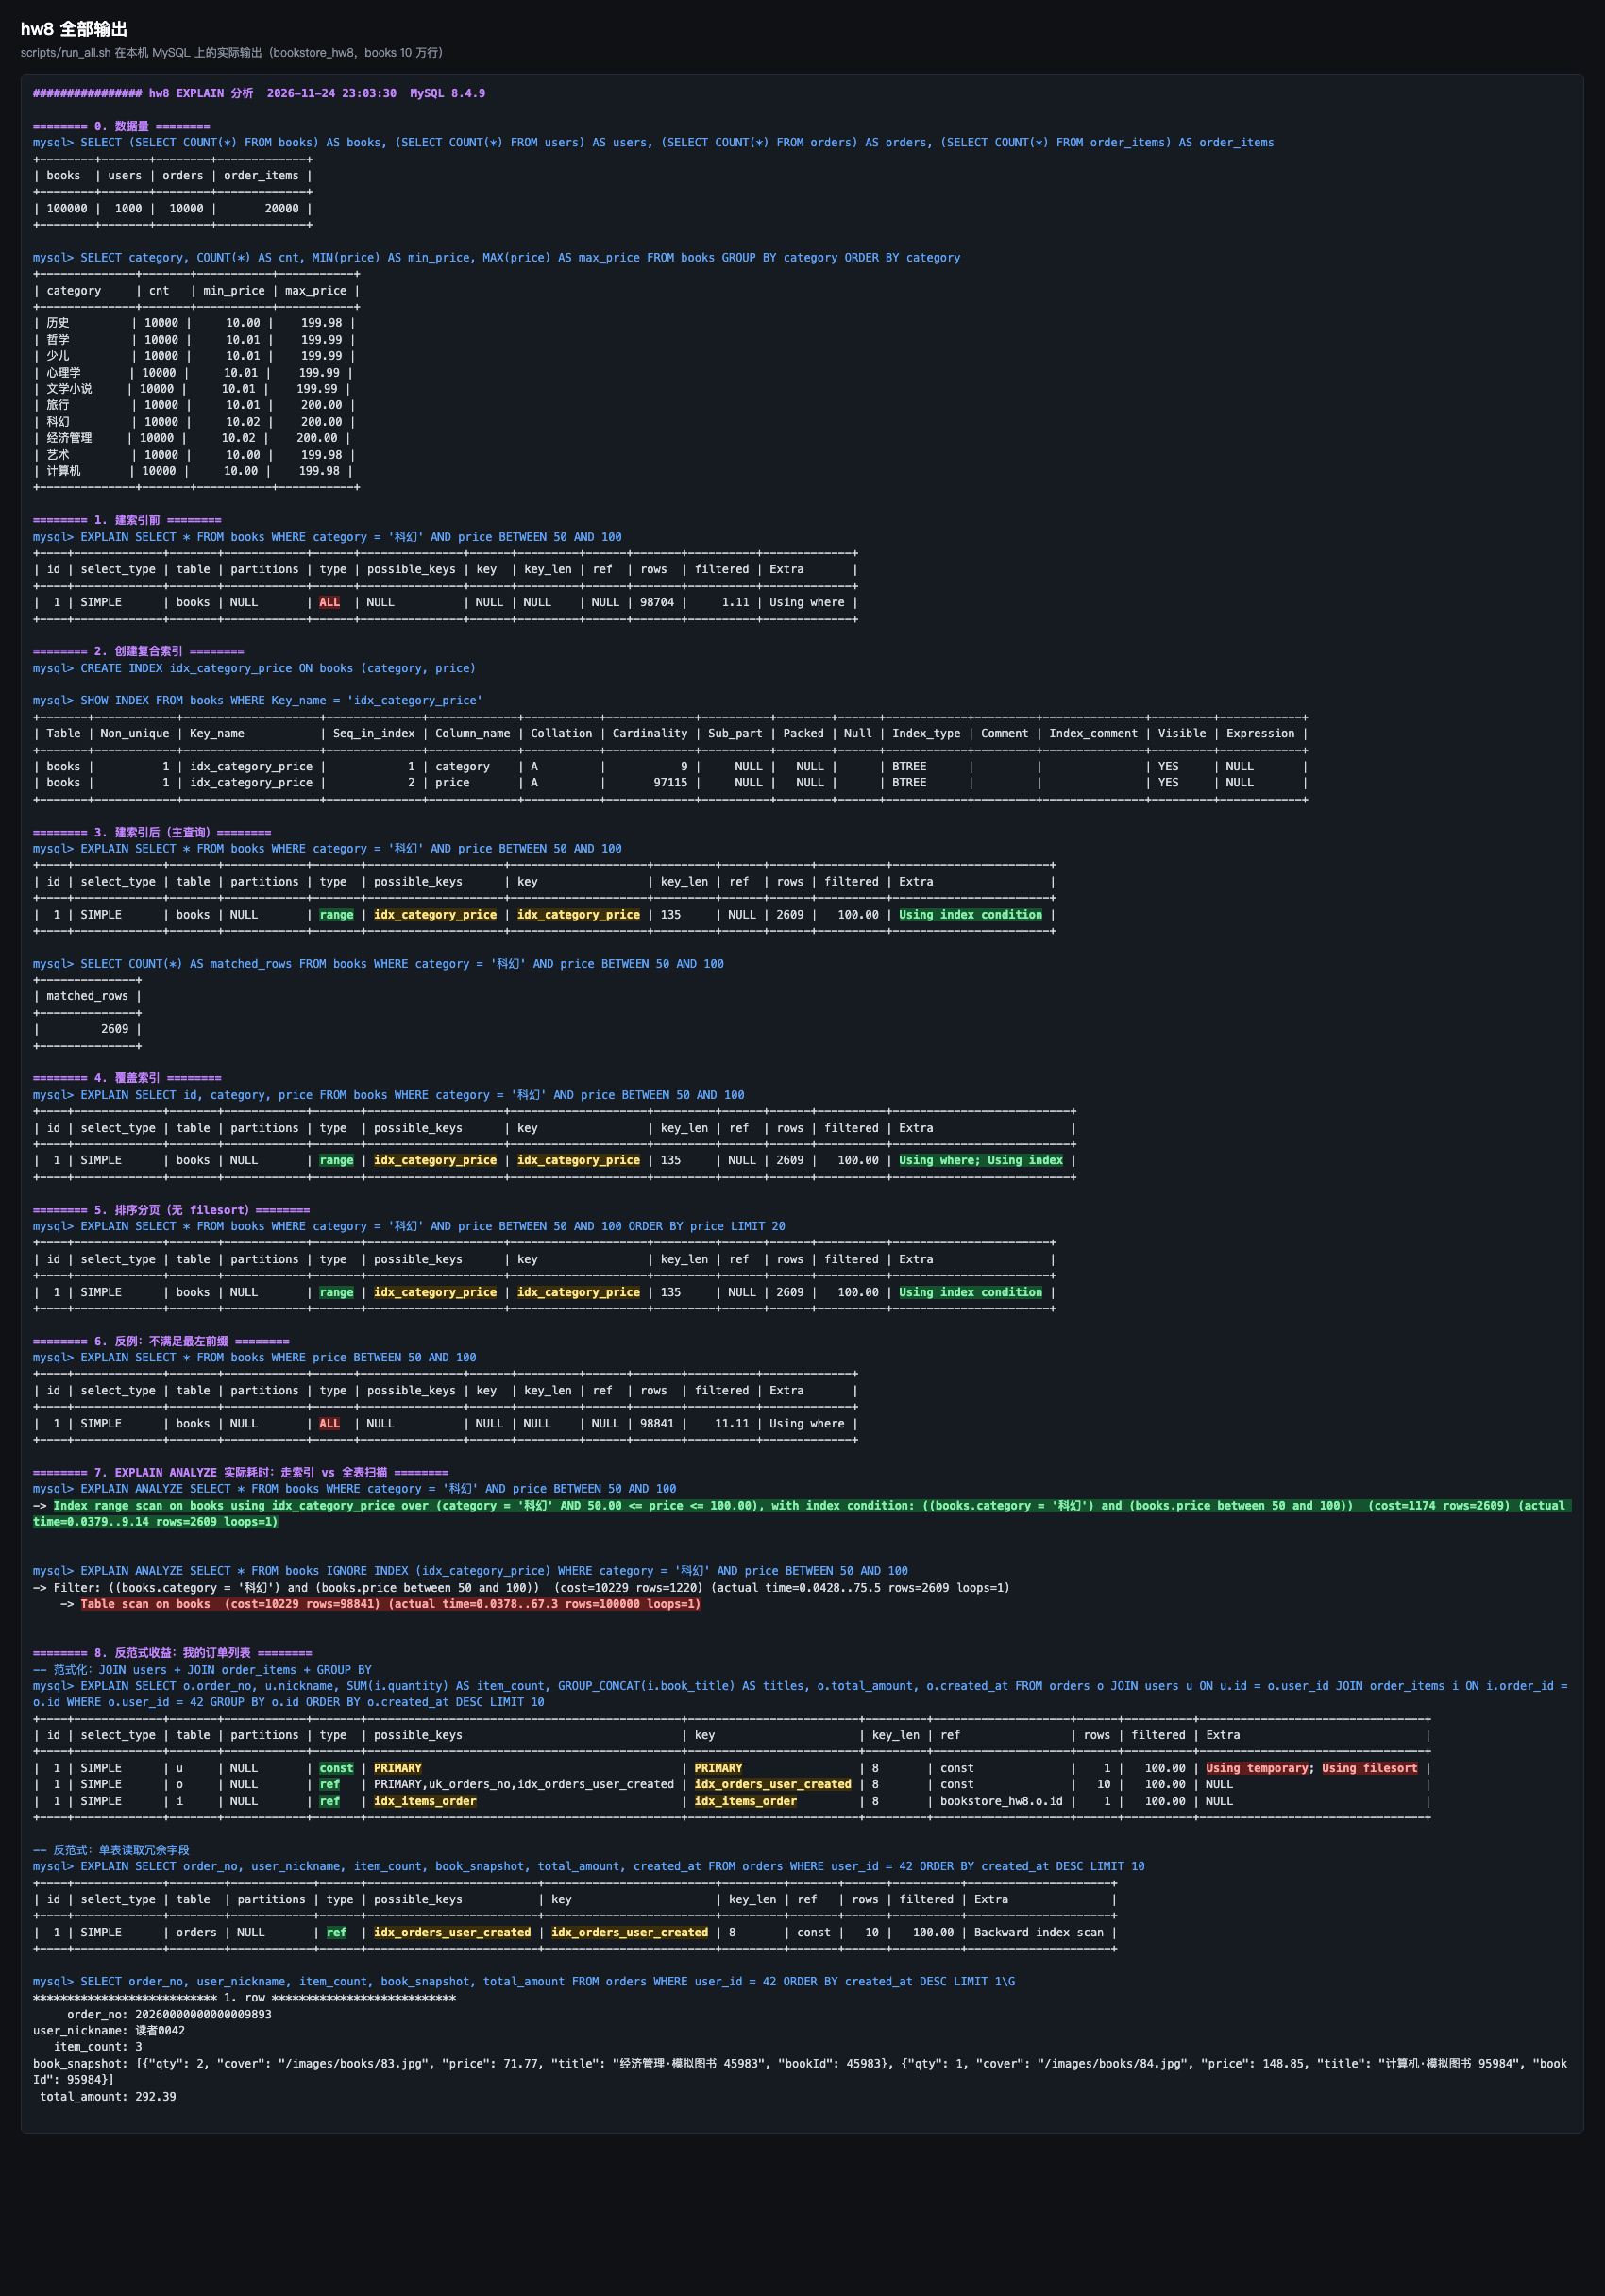 hw8 全部输出
scripts/run_all.sh 在本机 MySQL 上的实际输出（bookstore_hw8，books 10 万行）
################ hw8 EXPLAIN 分析  2026-11-24 23:03:30  MySQL 8.4.9
======== 0. 数据量 ========
mysql> SELECT (SELECT COUNT(*) FROM books) AS books, (SELECT COUNT(*) FROM users) AS users, (SELECT COUNT(*) FROM orders) AS orders, (SELECT COUNT(*) FROM order_items) AS order_items
+--------+-------+--------+-------------+
| books  | users | orders | order_items |
+--------+-------+--------+-------------+
| 100000 |  1000 |  10000 |       20000 |
+--------+-------+--------+-------------+
mysql> SELECT category, COUNT(*) AS cnt, MIN(price) AS min_price, MAX(price) AS max_price FROM books GROUP BY category ORDER BY category
+--------------+-------+-----------+-----------+
| category     | cnt   | min_price | max_price |
+--------------+-------+-----------+-----------+
| 历史         | 10000 |     10.00 |    199.98 |
| 哲学         | 10000 |     10.01 |    199.99 |
| 少儿         | 10000 |     10.01 |    199.99 |
| 心理学       | 10000 |     10.01 |    199.99 |
| 文学小说     | 10000 |     10.01 |    199.99 |
| 旅行         | 10000 |     10.01 |    200.00 |
| 科幻         | 10000 |     10.02 |    200.00 |
| 经济管理     | 10000 |     10.02 |    200.00 |
| 艺术         | 10000 |     10.00 |    199.98 |
| 计算机       | 10000 |     10.00 |    199.98 |
+--------------+-------+-----------+-----------+
======== 1. 建索引前 ========
mysql> EXPLAIN SELECT * FROM books WHERE category = '科幻' AND price BETWEEN 50 AND 100
+----+-------------+-------+------------+------+---------------+------+---------+------+-------+----------+-------------+
| id | select_type | table | partitions | type | possible_keys | key  | key_len | ref  | rows  | filtered | Extra       |
+----+-------------+-------+------------+------+---------------+------+---------+------+-------+----------+-------------+
|  1 | SIMPLE      | books | NULL       | ALL  | NULL          | NULL | NULL    | NULL | 98704 |     1.11 | Using where |
+----+-------------+-------+------------+------+---------------+------+---------+------+-------+----------+-------------+
======== 2. 创建复合索引 ========
mysql> CREATE INDEX idx_category_price ON books (category, price)
mysql> SHOW INDEX FROM books WHERE Key_name = 'idx_category_price'
+-------+------------+--------------------+--------------+-------------+-----------+-------------+----------+--------+------+------------+---------+---------------+---------+------------+
| Table | Non_unique | Key_name           | Seq_in_index | Column_name | Collation | Cardinality | Sub_part | Packed | Null | Index_type | Comment | Index_comment | Visible | Expression |
+-------+------------+--------------------+--------------+-------------+-----------+-------------+----------+--------+------+------------+---------+---------------+---------+------------+
| books |          1 | idx_category_price |            1 | category    | A         |           9 |     NULL |   NULL |      | BTREE      |         |               | YES     | NULL       |
| books |          1 | idx_category_price |            2 | price       | A         |       97115 |     NULL |   NULL |      | BTREE      |         |               | YES     | NULL       |
+-------+------------+--------------------+--------------+-------------+-----------+-------------+----------+--------+------+------------+---------+---------------+---------+------------+
======== 3. 建索引后（主查询）========
mysql> EXPLAIN SELECT * FROM books WHERE category = '科幻' AND price BETWEEN 50 AND 100
+----+-------------+-------+------------+-------+--------------------+--------------------+---------+------+------+----------+-----------------------+
| id | select_type | table | partitions | type  | possible_keys      | key                | key_len | ref  | rows | filtered | Extra                 |
+----+-------------+-------+------------+-------+--------------------+--------------------+---------+------+------+----------+-----------------------+
|  1 | SIMPLE      | books | NULL       | range | idx_category_price | idx_category_price | 135     | NULL | 2609 |   100.00 | Using index condition |
+----+-------------+-------+------------+-------+--------------------+--------------------+---------+------+------+----------+-----------------------+
mysql> SELECT COUNT(*) AS matched_rows FROM books WHERE category = '科幻' AND price BETWEEN 50 AND 100
+--------------+
| matched_rows |
+--------------+
|         2609 |
+--------------+
======== 4. 覆盖索引 ========
mysql> EXPLAIN SELECT id, category, price FROM books WHERE category = '科幻' AND price BETWEEN 50 AND 100
+----+-------------+-------+------------+-------+--------------------+--------------------+---------+------+------+----------+--------------------------+
| id | select_type | table | partitions | type  | possible_keys      | key                | key_len | ref  | rows | filtered | Extra                    |
+----+-------------+-------+------------+-------+--------------------+--------------------+---------+------+------+----------+--------------------------+
|  1 | SIMPLE      | books | NULL       | range | idx_category_price | idx_category_price | 135     | NULL | 2609 |   100.00 | Using where; Using index |
+----+-------------+-------+------------+-------+--------------------+--------------------+---------+------+------+----------+--------------------------+
======== 5. 排序分页（无 filesort）========
mysql> EXPLAIN SELECT * FROM books WHERE category = '科幻' AND price BETWEEN 50 AND 100 ORDER BY price LIMIT 20
+----+-------------+-------+------------+-------+--------------------+--------------------+---------+------+------+----------+-----------------------+
| id | select_type | table | partitions | type  | possible_keys      | key                | key_len | ref  | rows | filtered | Extra                 |
+----+-------------+-------+------------+-------+--------------------+--------------------+---------+------+------+----------+-----------------------+
|  1 | SIMPLE      | books | NULL       | range | idx_category_price | idx_category_price | 135     | NULL | 2609 |   100.00 | Using index condition |
+----+-------------+-------+------------+-------+--------------------+--------------------+---------+------+------+----------+-----------------------+
======== 6. 反例：不满足最左前缀 ========
mysql> EXPLAIN SELECT * FROM books WHERE price BETWEEN 50 AND 100
+----+-------------+-------+------------+------+---------------+------+---------+------+-------+----------+-------------+
| id | select_type | table | partitions | type | possible_keys | key  | key_len | ref  | rows  | filtered | Extra       |
+----+-------------+-------+------------+------+---------------+------+---------+------+-------+----------+-------------+
|  1 | SIMPLE      | books | NULL       | ALL  | NULL          | NULL | NULL    | NULL | 98841 |    11.11 | Using where |
+----+-------------+-------+------------+------+---------------+------+---------+------+-------+----------+-------------+
======== 7. EXPLAIN ANALYZE 实际耗时：走索引 vs 全表扫描 ========
mysql> EXPLAIN ANALYZE SELECT * FROM books WHERE category = '科幻' AND price BETWEEN 50 AND 100
-> Index range scan on books using idx_category_price over (category = '科幻' AND 50.00 <= price <= 100.00), with index condition: ((books.category = '科幻') and (books.price between 50 and 100))  (cost=1174 rows=2609) (actual
time=0.0379..9.14 rows=2609 loops=1)
mysql> EXPLAIN ANALYZE SELECT * FROM books IGNORE INDEX (idx_category_price) WHERE category = '科幻' AND price BETWEEN 50 AND 100
-> Filter: ((books.category = '科幻') and (books.price between 50 and 100))  (cost=10229 rows=1220) (actual time=0.0428..75.5 rows=2609 loops=1)
    -> Table scan on books  (cost=10229 rows=98841) (actual time=0.0378..67.3 rows=100000 loops=1)
======== 8. 反范式收益：我的订单列表 ========
-- 范式化：JOIN users + JOIN order_items + GROUP BY
mysql> EXPLAIN SELECT o.order_no, u.nickname, SUM(i.quantity) AS item_count, GROUP_CONCAT(i.book_title) AS titles, o.total_amount, o.created_at FROM orders o JOIN users u ON u.id = o.user_id JOIN order_items i ON i.order_id =
o.id WHERE o.user_id = 42 GROUP BY o.id ORDER BY o.created_at DESC LIMIT 10
+----+-------------+-------+------------+-------+---------------------------------------------+-------------------------+---------+--------------------+------+----------+---------------------------------+
| id | select_type | table | partitions | type  | possible_keys                               | key                     | key_len | ref                | rows | filtered | Extra                           |
+----+-------------+-------+------------+-------+---------------------------------------------+-------------------------+---------+--------------------+------+----------+---------------------------------+
|  1 | SIMPLE      | u     | NULL       | const | PRIMARY                                     | PRIMARY                 | 8       | const              |    1 |   100.00 | Using temporary; Using filesort |
|  1 | SIMPLE      | o     | NULL       | ref   | PRIMARY,uk_orders_no,idx_orders_user_created | idx_orders_user_created | 8       | const              |   10 |   100.00 | NULL                            |
|  1 | SIMPLE      | i     | NULL       | ref   | idx_items_order                             | idx_items_order         | 8       | bookstore_hw8.o.id |    1 |   100.00 | NULL                            |
+----+-------------+-------+------------+-------+---------------------------------------------+-------------------------+---------+--------------------+------+----------+---------------------------------+
-- 反范式：单表读取冗余字段
mysql> EXPLAIN SELECT order_no, user_nickname, item_count, book_snapshot, total_amount, created_at FROM orders WHERE user_id = 42 ORDER BY created_at DESC LIMIT 10
+----+-------------+--------+------------+------+-------------------------+-------------------------+---------+-------+------+----------+---------------------+
| id | select_type | table  | partitions | type | possible_keys           | key                     | key_len | ref   | rows | filtered | Extra               |
+----+-------------+--------+------------+------+-------------------------+-------------------------+---------+-------+------+----------+---------------------+
|  1 | SIMPLE      | orders | NULL       | ref  | idx_orders_user_created | idx_orders_user_created | 8       | const |   10 |   100.00 | Backward index scan |
+----+-------------+--------+------------+------+-------------------------+-------------------------+---------+-------+------+----------+---------------------+
mysql> SELECT order_no, user_nickname, item_count, book_snapshot, total_amount FROM orders WHERE user_id = 42 ORDER BY created_at DESC LIMIT 1\G
*************************** 1. row ***************************
     order_no: 20260000000000009893
user_nickname: 读者0042
   item_count: 3
book_snapshot: [{"qty": 2, "cover": "/images/books/83.jpg", "price": 71.77, "title": "经济管理·模拟图书 45983", "bookId": 45983}, {"qty": 1, "cover": "/images/books/84.jpg", "price": 148.85, "title": "计算机·模拟图书 95984", "book
Id": 95984}]
 total_amount: 292.39